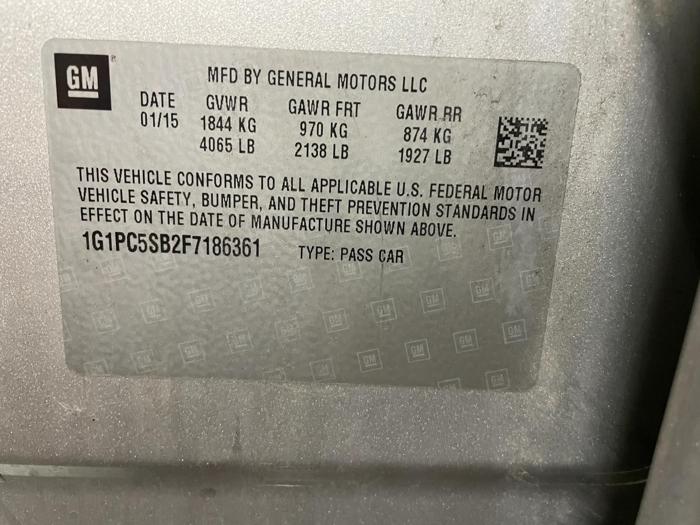 GM
MFD BY GENERAL MOTORS LLC
DATE GVWR GAWR FRT GAWR RR
01/15 1844 KG 970 KG 874 KG
4065 LB 2138 LB 1927 LB
THIS VEHICLE CONFORMS TO ALL APPLICABLE U.S. FEDERAL MOTOR
VEHICLE SAFETY, BUMPER, AND THEFT PREVENTION STANDARDS IN
EFFECT ON THE DATE OF MANUFACTURE SHOWN ABOVE.
1G1PC5SB2F7186361 TYPE: PASS CAR